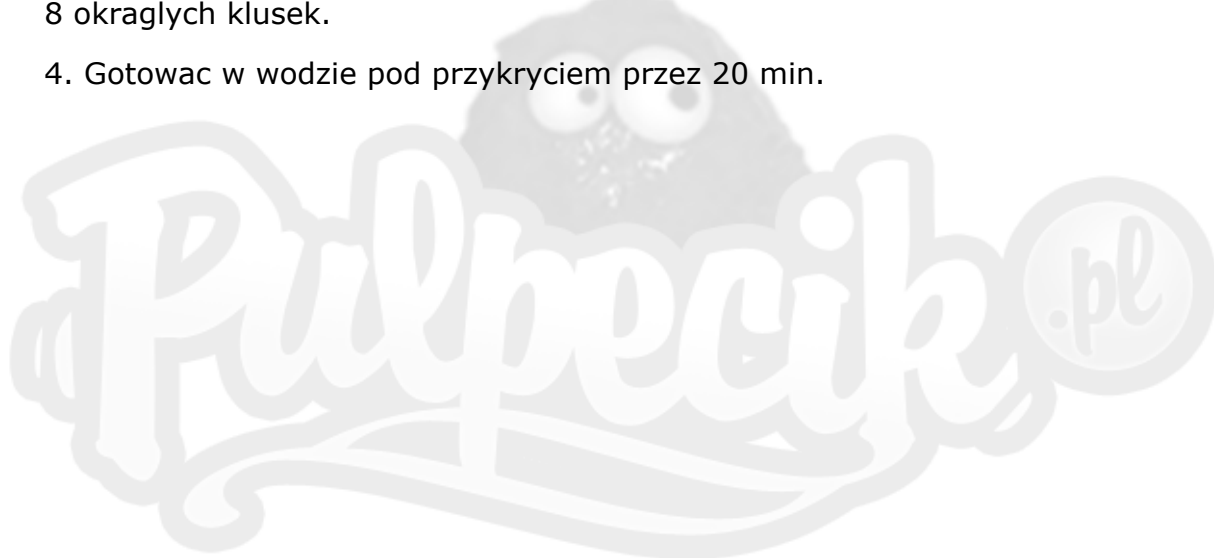 8 okraglych klusek.
4. Gotowac w wodzie pod przykryciem przez 20 min.
Pulpecik .pl